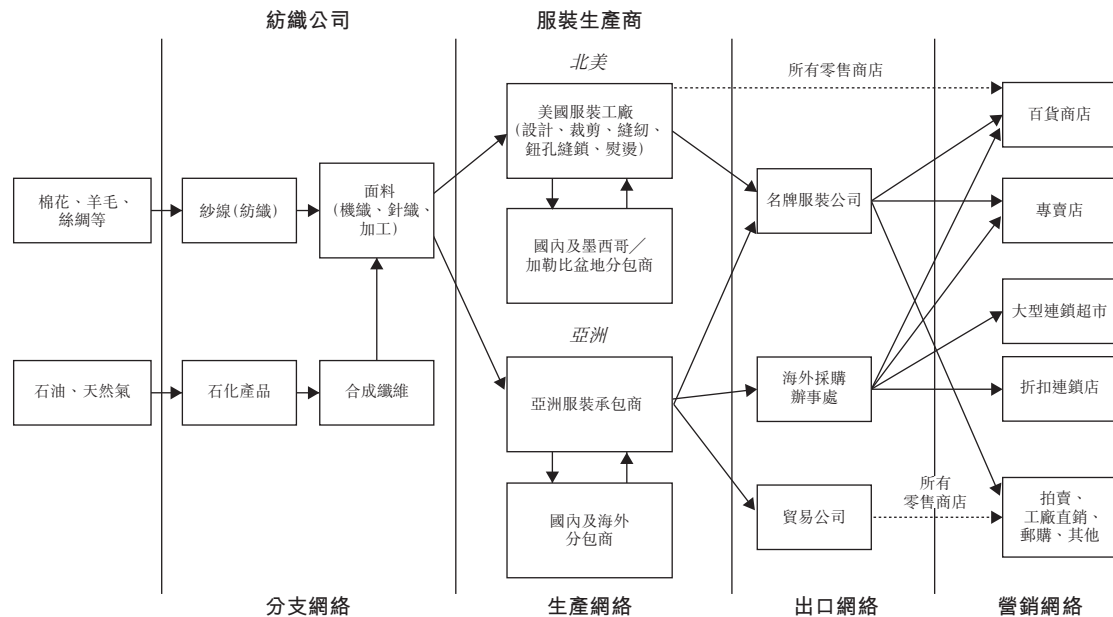 紡織公司
服裝生產商
北美
所有零售商店
美國服裝工廠
(設計、裁剪、縫紉、
鈕孔縫鎖、熨燙)
百貨商店
棉花、羊毛、
絲綢等
紗線(紡織)
面料
(機織、針織、
加工)
名牌服裝公司
專賣店
國內及墨西哥／
加勒比盆地分包商
大型連鎖超市
亞洲
石油、天然氣
石化產品
合成纖維
亞洲服裝承包商
海外採購
辦事處
折扣連鎖店
所有
零售商店
國內及海外
分包商
貿易公司
拍賣、
工廠直銷、
郵購、其他
分支網絡
生產網絡
出口網絡
營銷網絡